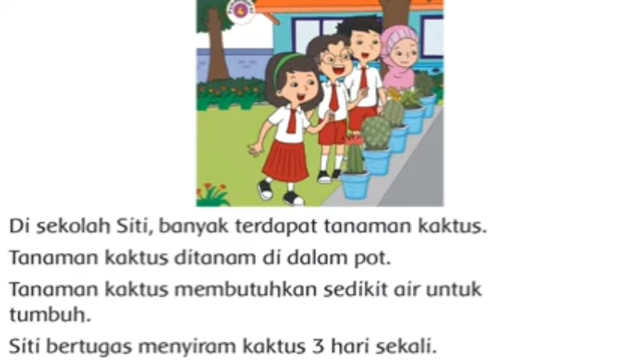 Di sekolah Siti, banyak terdapat tanaman kaktus.
Tanaman kaktus ditanam di dalam pot.
Tanaman kaktus membutuhkan sedikit air untuk
tumbuh.
Siti bertugas menyiram kaktus 3 hari sekali.